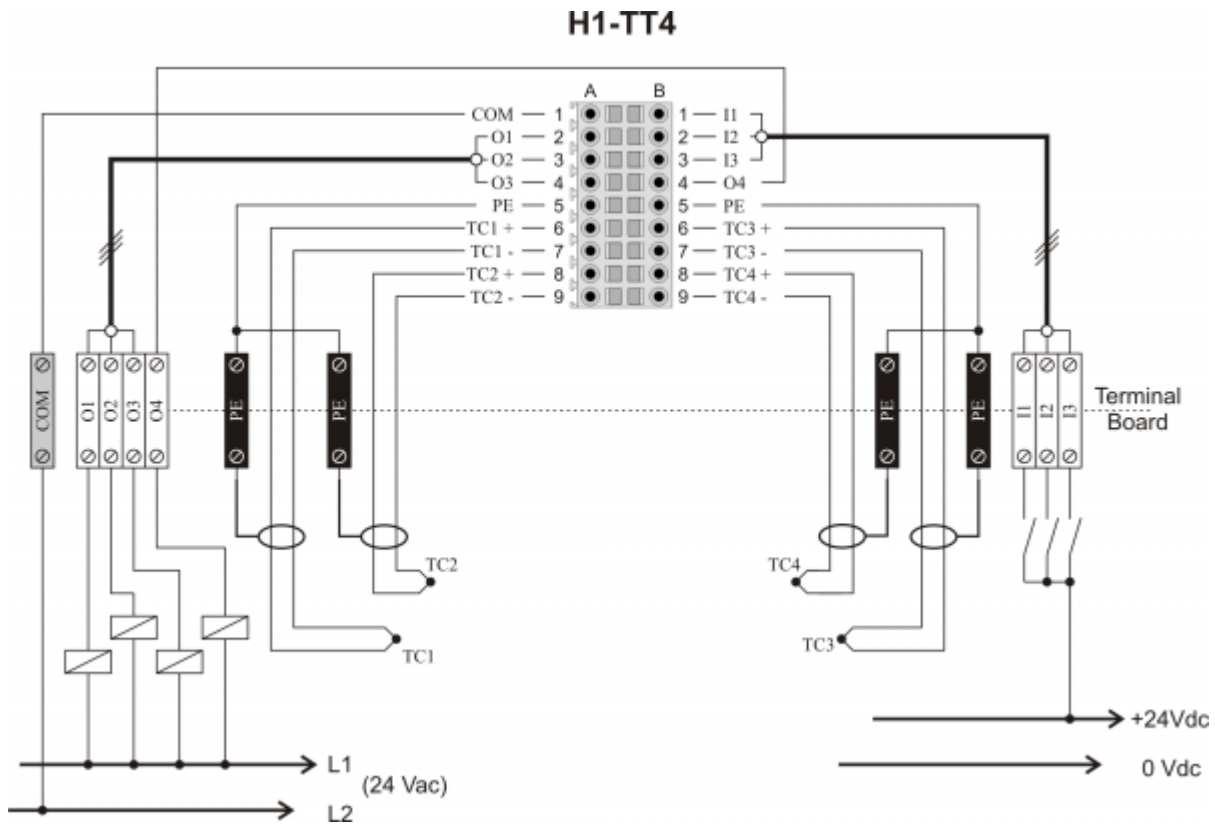 H1-TT4
A B
COM 1 1 I1
O1 2 2 I2
O2 3 3 I3
O3 4 4 O4
PE 5 5 PE
TC1 + 6 6 TC3 +
TC1 - 7 7 TC3 -
TC2 + 8 8 TC4 +
TC2 - 9 9 TC4 -
COM O1 O2 O3 O4 PE PE PE PE I1 I2 I3
Terminal
Board
TC2 TC4
TC1 TC3
+24Vdc
L1 0 Vdc
(24 Vac)
L2